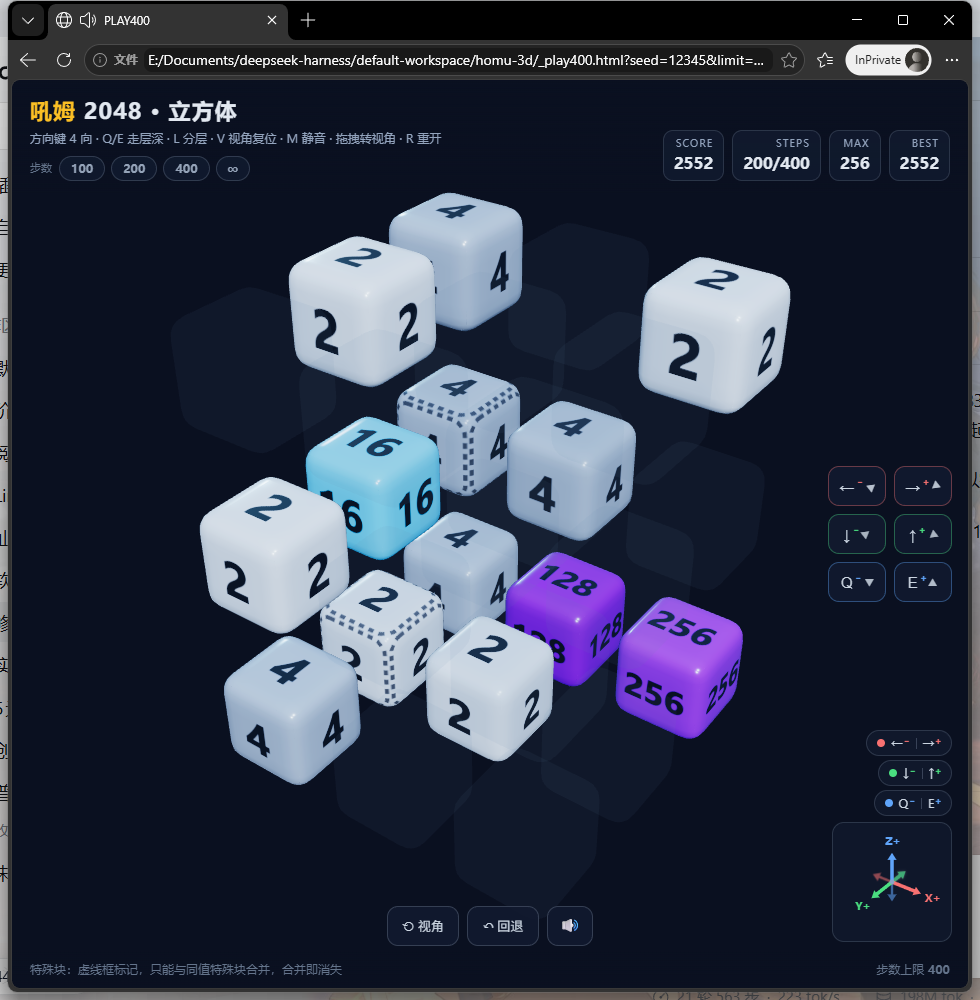 PLAY400
文件 E:/Documents/deepseek-harness/default-workspace/homu-3d/_play400.html?seed=12345&limit=...
InPrivate
吼姆 2048 • 立方体
方向键 4 向 · Q/E 走层深 · L 分层 · V 视角复位 · M 静音 · 拖拽转视角 · R 重开
步数 100 200 400 ∞
SCORE 2552
STEPS 200/400
MAX 256
BEST 2552
4 4
2 2 2
2 2 2
4 4
4 4 4
16 16 16
2 2 2
4 4 4
128 128 128
256 256 256
2 2 2
2 2 2
4 4 4
←⁻▼ →⁺▲
↓⁻▼ ↑⁺▲
Q⁻▼ E⁺▲
←⁻ | →⁺
↓⁻ | ↑⁺
Q⁻ | E⁺
Z+
X+
Y+
视角
回退
特殊块：虚线框标记，只能与同值特殊块合并，合并即消失
步数上限 400